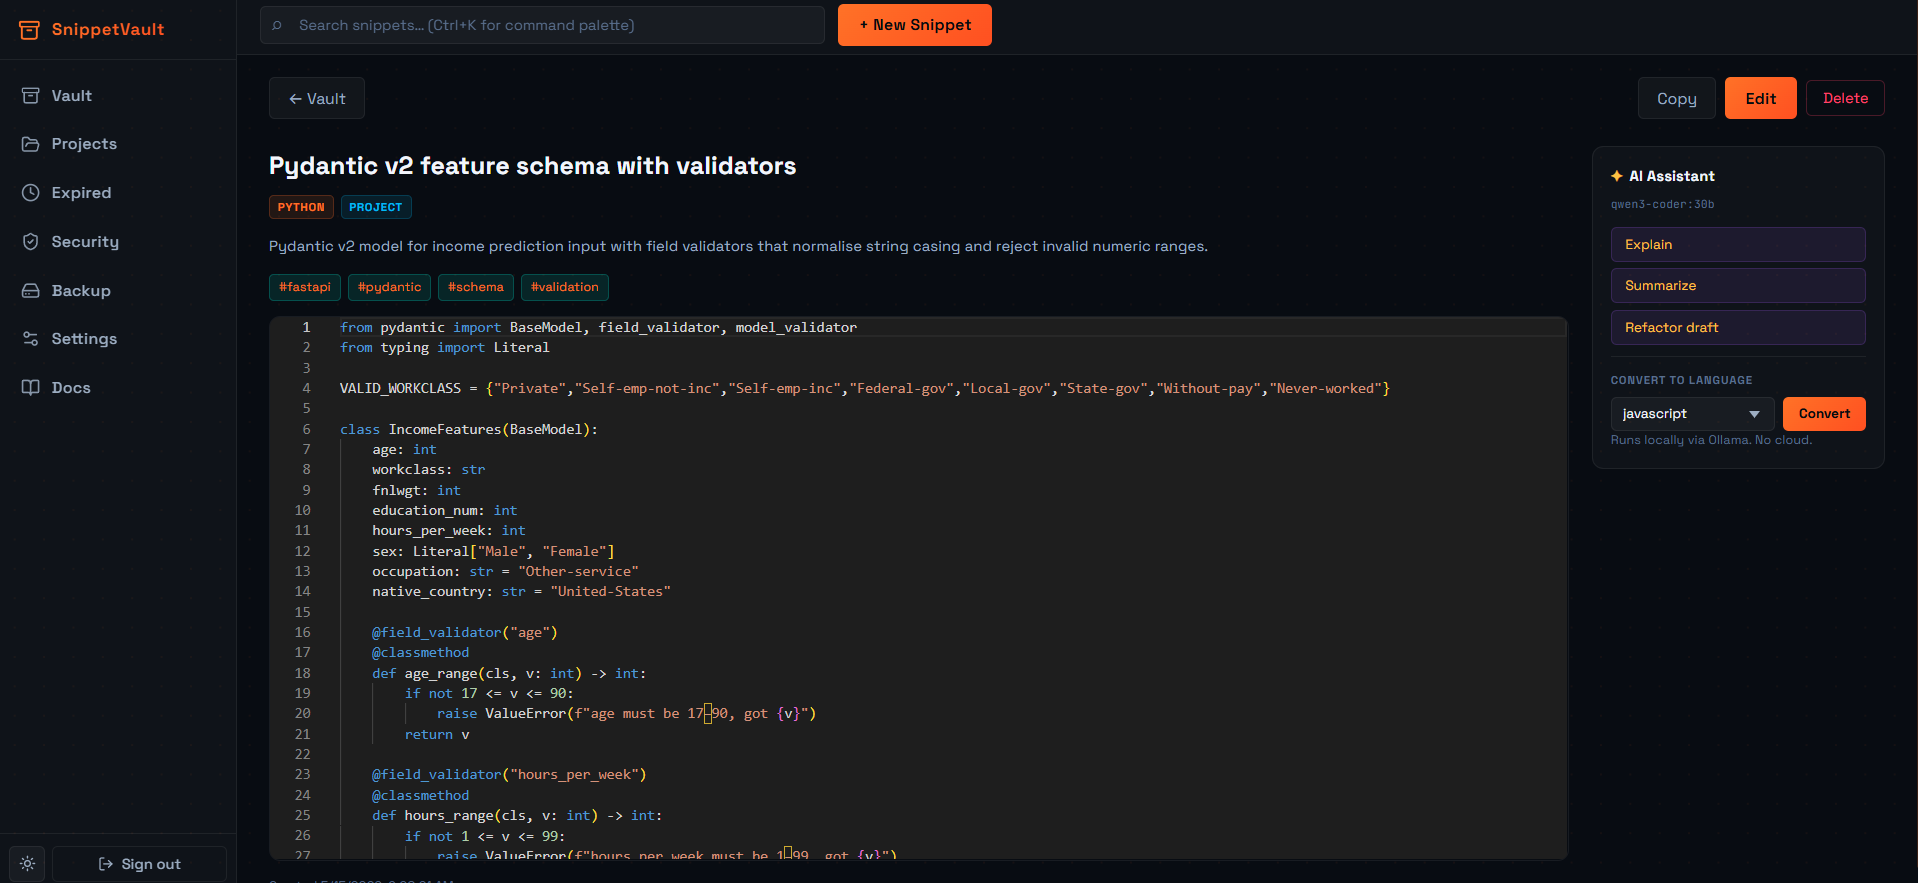 SnippetVault
Search snippets... (Ctrl+K for command palette)
+ New Snippet
Vault
Projects
Expired
Security
Backup
Settings
Docs
Sign out
← Vault
Copy
Edit
Delete
Pydantic v2 feature schema with validators
PYTHON
PROJECT
Pydantic v2 model for income prediction input with field validators that normalise string casing and reject invalid numeric ranges.
#fastapi
#pydantic
#schema
#validation
1 from pydantic import BaseModel, field_validator, model_validator
2 from typing import Literal
3
4 VALID_WORKCLASS = {"Private","Self-emp-not-inc","Self-emp-inc","Federal-gov","Local-gov","State-gov","Without-pay","Never-worked"}
5
6 class IncomeFeatures(BaseModel):
7     age: int
8     workclass: str
9     fnlwgt: int
10     education_num: int
11     hours_per_week: int
12     sex: Literal["Male", "Female"]
13     occupation: str = "Other-service"
14     native_country: str = "United-States"
15
16     @field_validator("age")
17     @classmethod
18     def age_range(cls, v: int) -> int:
19         if not 17 <= v <= 90:
20             raise ValueError(f"age must be 17–90, got {v}")
21         return v
22
23     @field_validator("hours_per_week")
24     @classmethod
25     def hours_range(cls, v: int) -> int:
26         if not 1 <= v <= 99:
27             raise ValueError(f"hours_per_week must be 1–99, got {v}")
✦ AI Assistant
qwen3-coder:30b
Explain
Summarize
Refactor draft
CONVERT TO LANGUAGE
javascript
Convert
Runs locally via Ollama. No cloud.